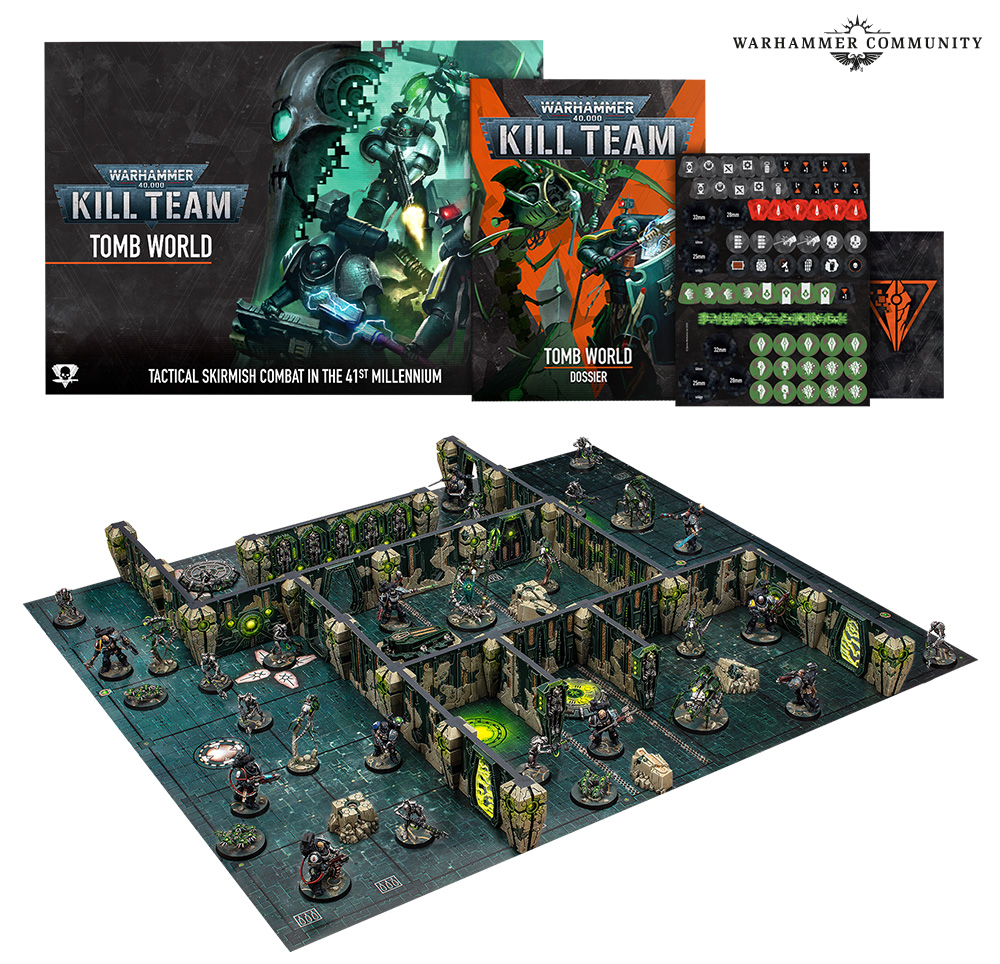 WARHAMMER COMMUNITY
WARHAMMER
40,000
KILL TEAM
TOMB WORLD
TACTICAL SKIRMISH COMBAT IN THE 41ST MILLENNIUM
WARHAMMER
40,000
KILL TEAM
TOMB WORLD
DOSSIER
32mm
28mm
25mm
32mm
25mm
28mm